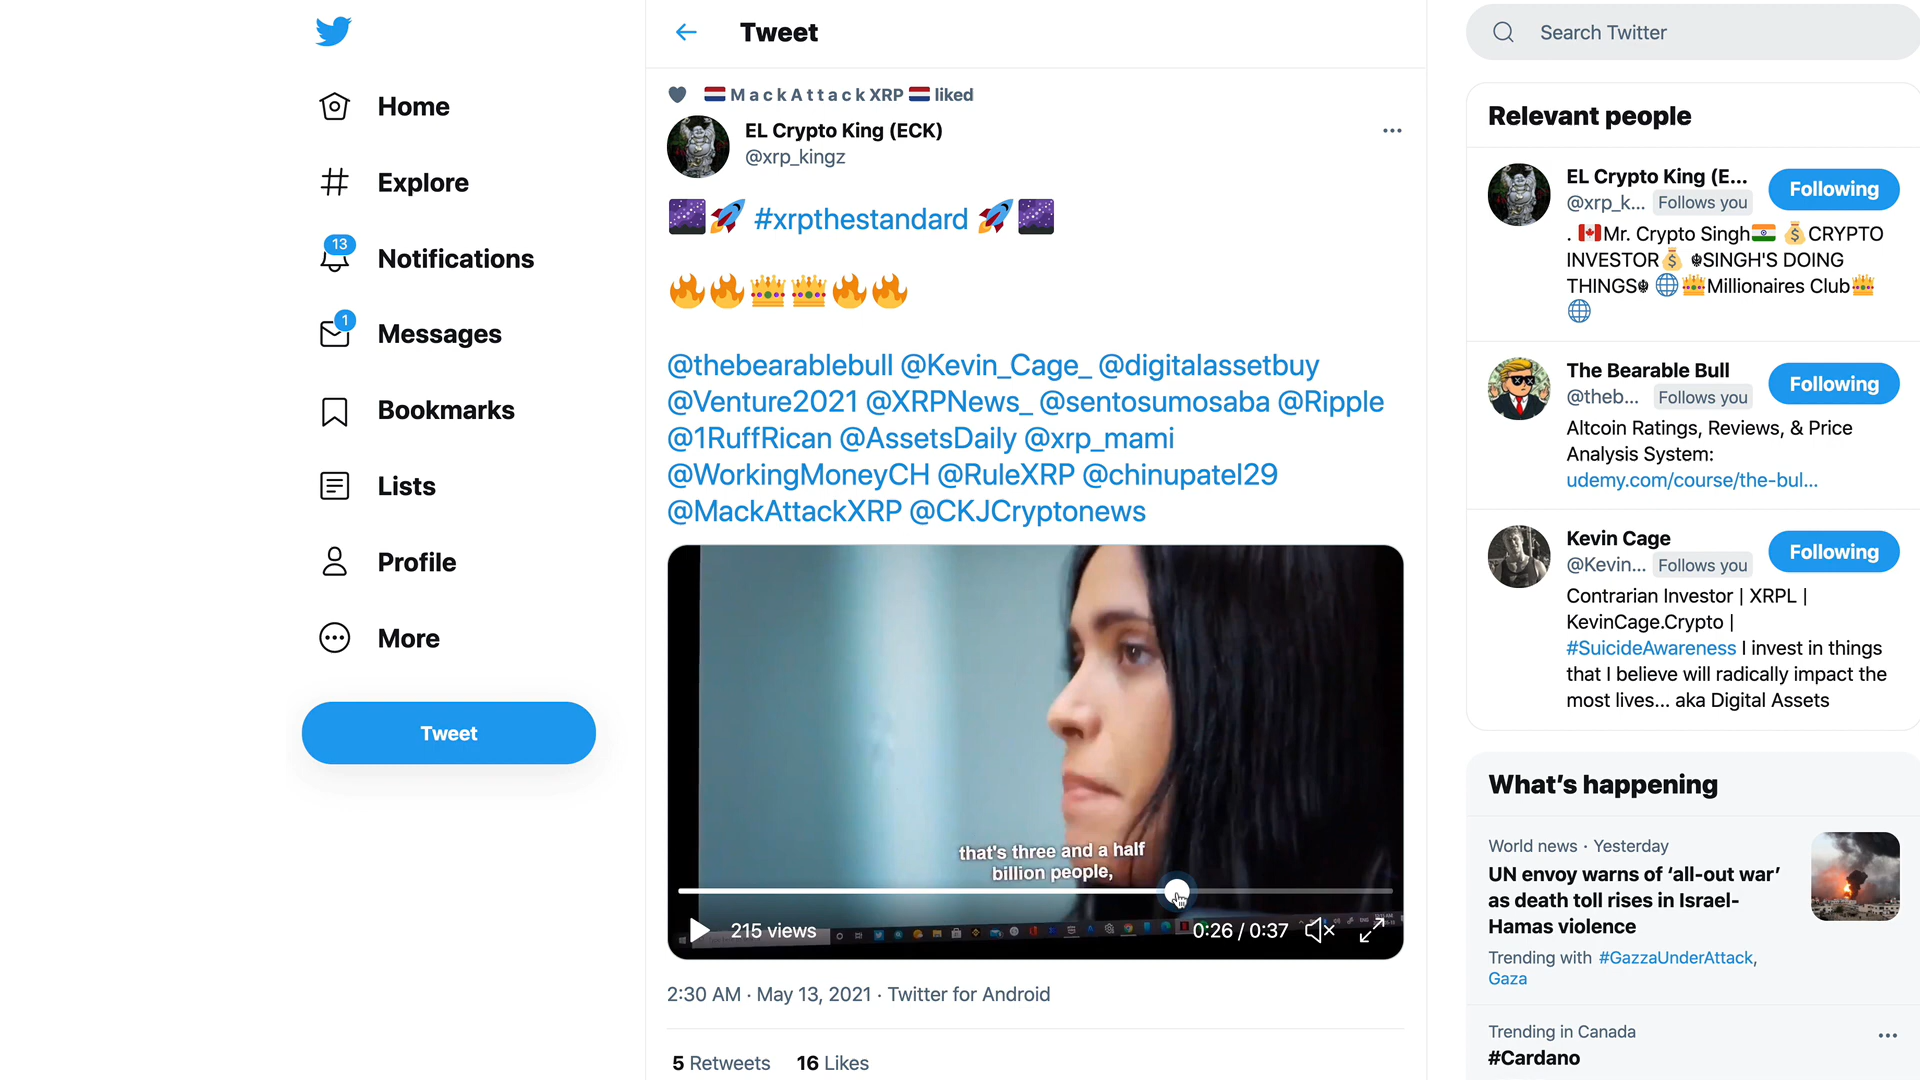 Home
Explore
13
Notifications
1
Messages
Bookmarks
Lists
Profile
More
Tweet
Tweet
MackAttackXRP liked
EL Crypto King (ECK)
@xrp_kingz
#xrpthestandard
@thebearablebull @Kevin_Cage_ @digitalassetbuy
@Venture2021 @XRPNews_ @sentosumosaba @Ripple
@1RuffRican @AssetsDaily @xrp_mami
@WorkingMoneyCH @RuleXRP @chinupatel29
@MackAttackXRP @CKJCryptonews
that's three and a half
billion people,
215 views
0:26 / 0:37
2:30 AM · May 13, 2021 · Twitter for Android
5 Retweets 16 Likes
Search Twitter
Relevant people
EL Crypto King (E...
@xrp_k... Follows you
Following
. Mr. Crypto Singh CRYPTO
INVESTOR SINGH'S DOING
THINGS Millionaires Club
The Bearable Bull
@theb... Follows you
Following
Altcoin Ratings, Reviews, & Price
Analysis System:
udemy.com/course/the-bul...
Kevin Cage
@Kevin... Follows you
Following
Contrarian Investor | XRPL |
KevinCage.Crypto |
#SuicideAwareness I invest in things
that I believe will radically impact the
most lives... aka Digital Assets
What's happening
World news · Yesterday
UN envoy warns of 'all-out war'
as death toll rises in Israel-
Hamas violence
Trending with #GazzaUnderAttack,
Gaza
Trending in Canada
#Cardano